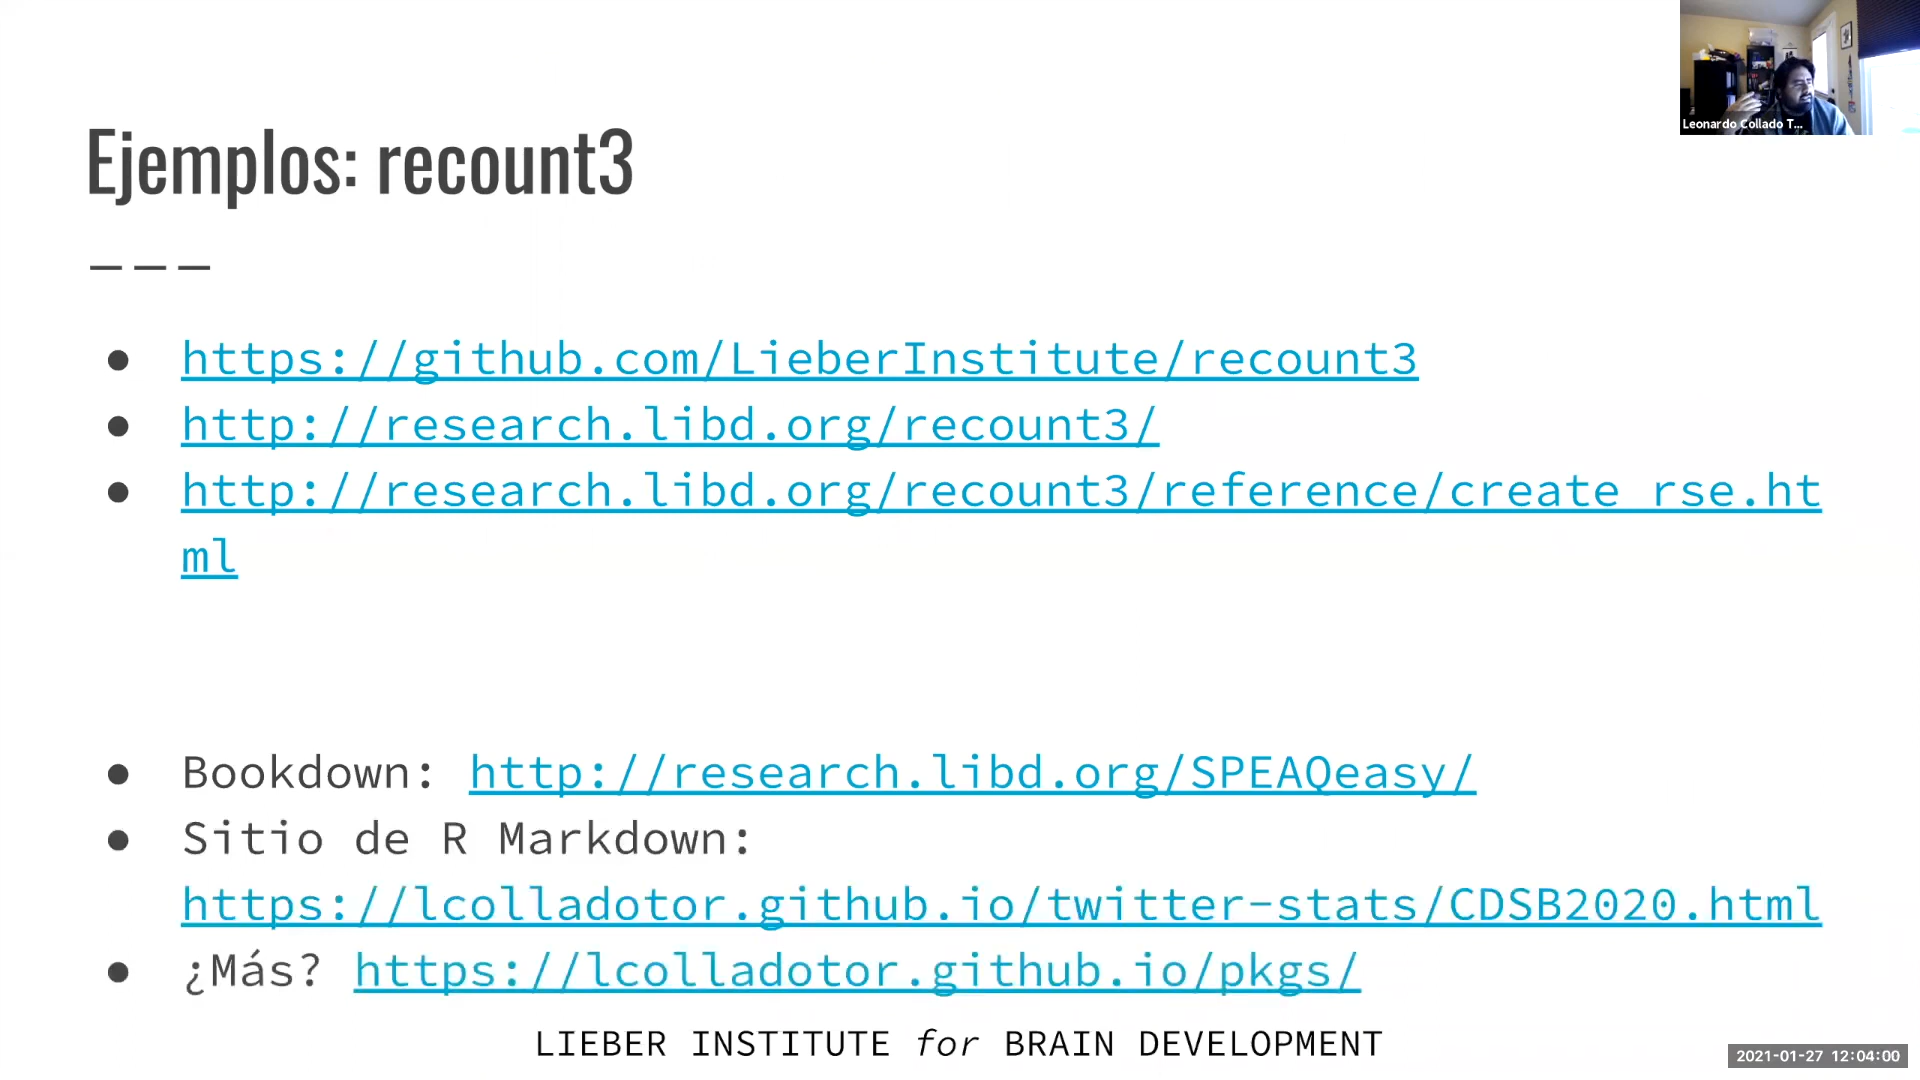 Leonardo Collado T...
Ejemplos: recount3
———
● https://github.com/LieberInstitute/recount3
● http://research.libd.org/recount3/
● http://research.libd.org/recount3/reference/create_rse.ht
ml
● Bookdown: http://research.libd.org/SPEAQeasy/
● Sitio de R Markdown:
https://lcolladotor.github.io/twitter-stats/CDSB2020.html
● ¿Más? https://lcolladotor.github.io/pkgs/
LIEBER INSTITUTE for BRAIN DEVELOPMENT
2021-01-27 12:04:00